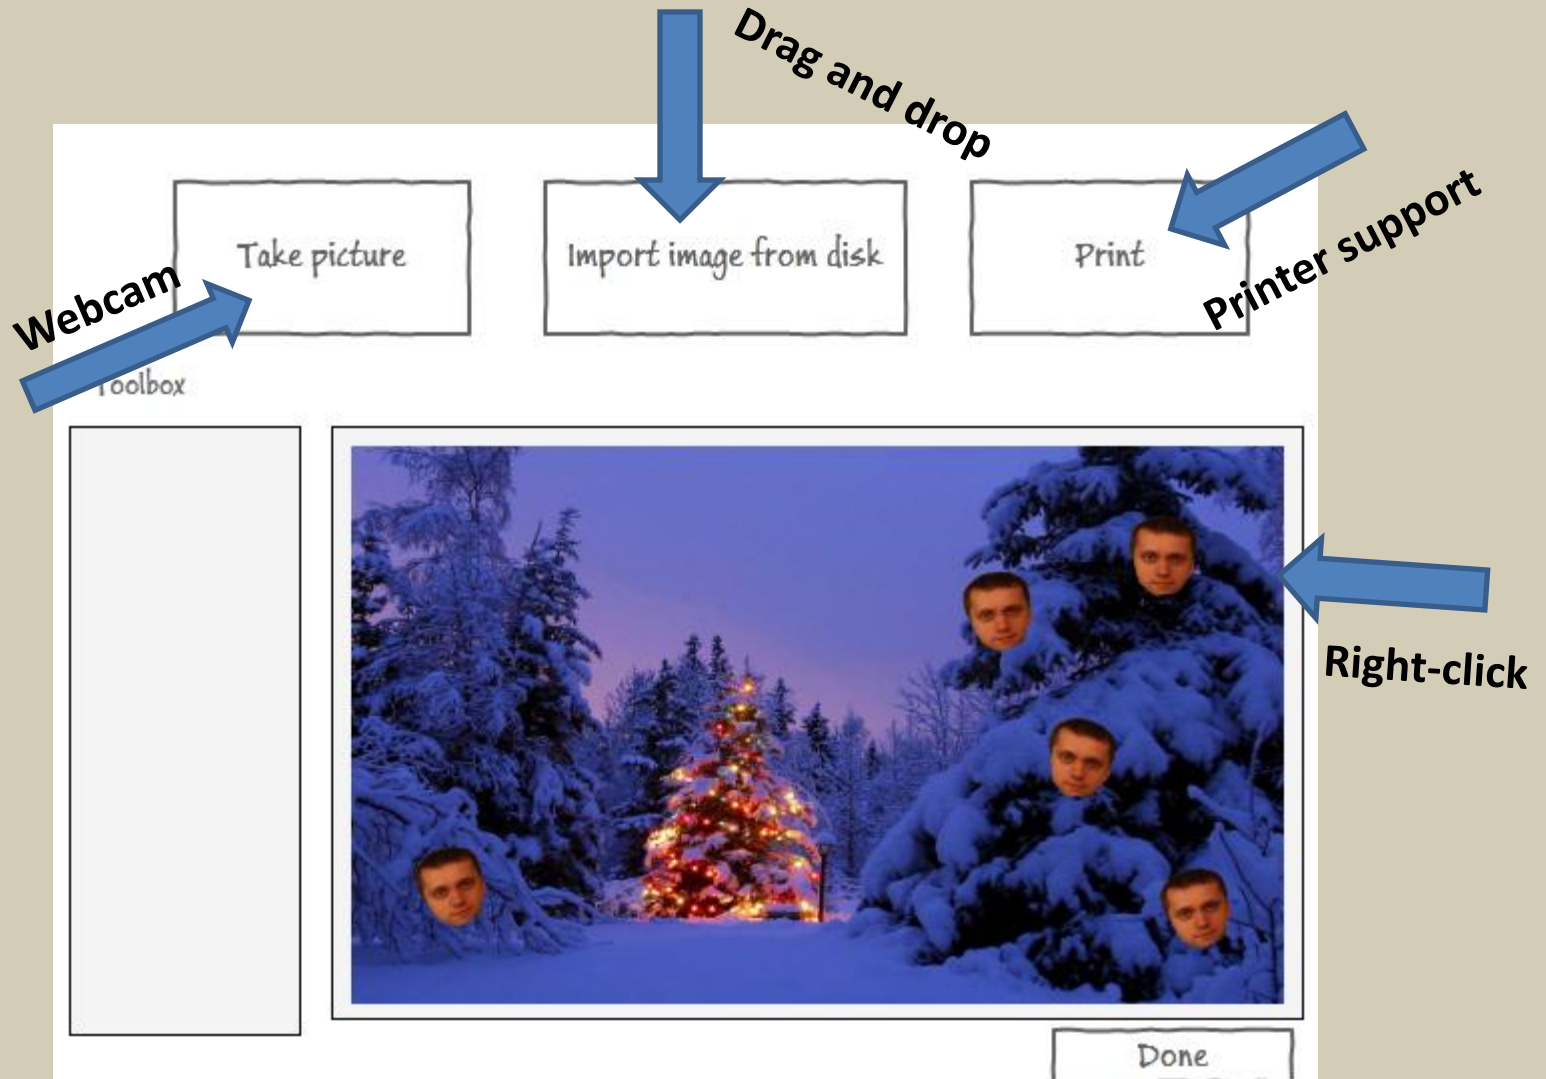 Drag and drop
Take picture
Import image from disk
Print
Printer support
Webcam
Toolbox
Right-click
Done